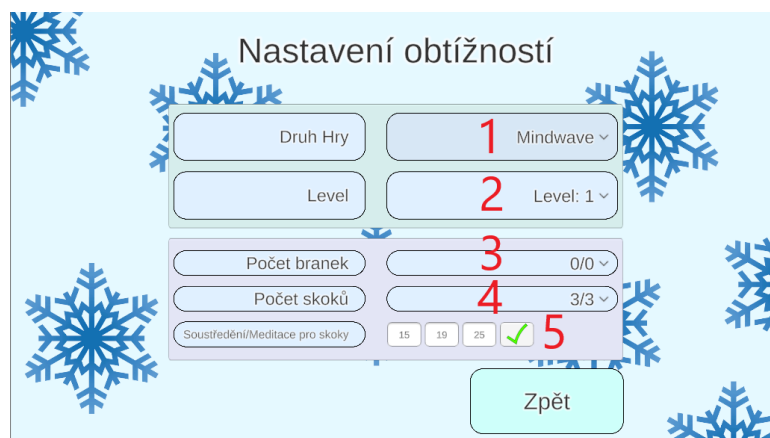 Nastavení obtížností
Druh Hry 1 Mindwave
Level 2 Level: 1
Počet branek 3 0/0
Počet skoků 4 3/3
Soustředění/Meditace pro skoky 15 19 25 5
Zpět